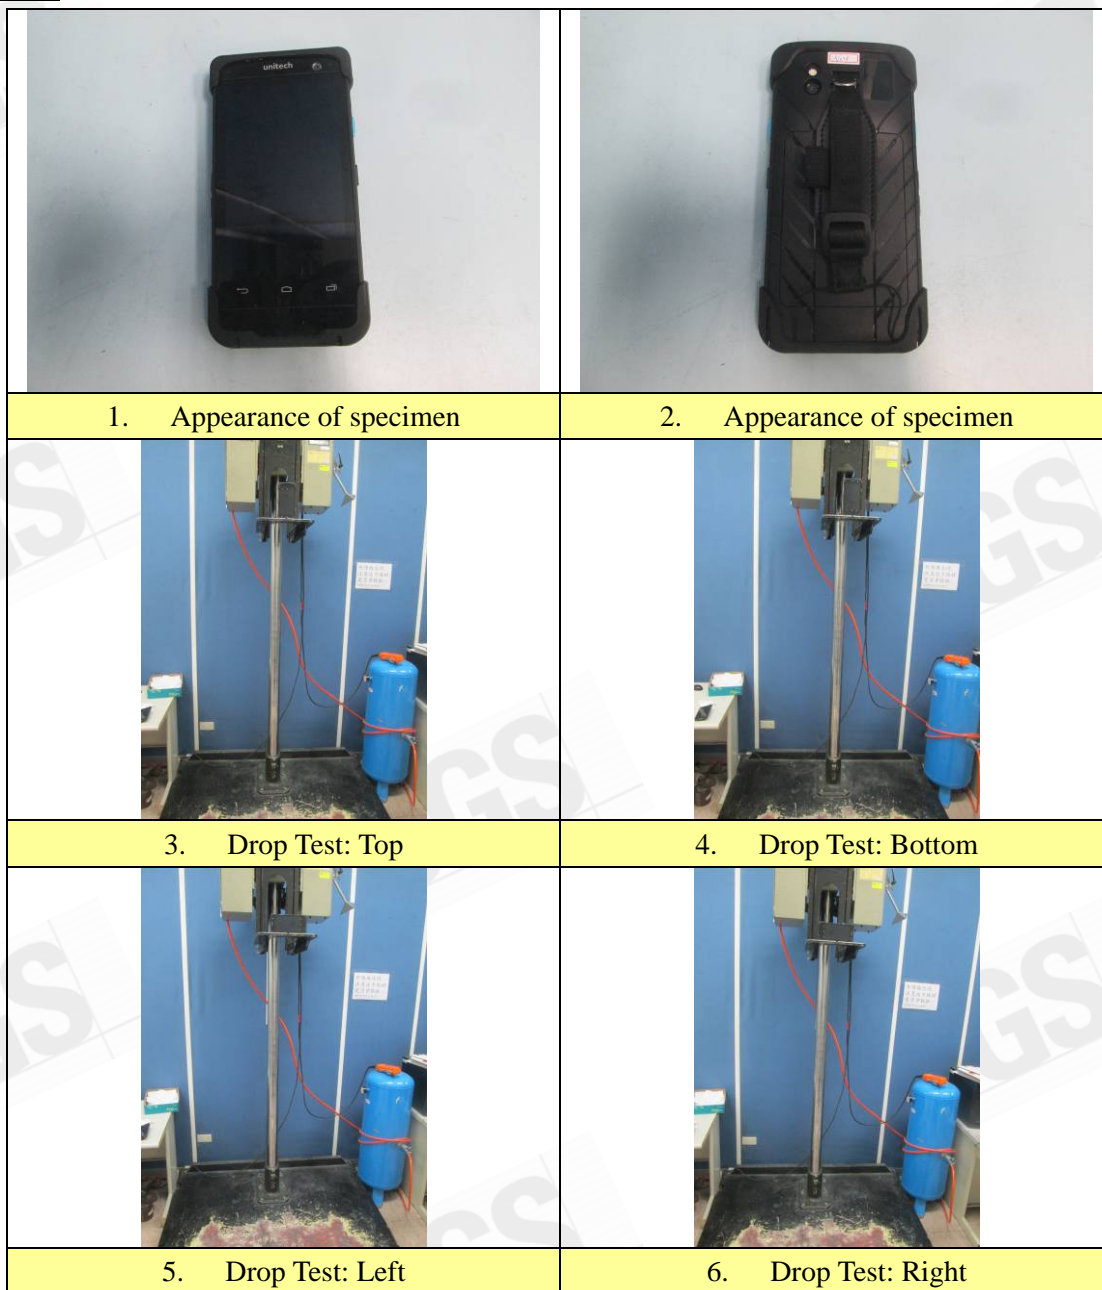 unitech
1. Appearance of specimen
2. Appearance of specimen
3. Drop Test: Top
4. Drop Test: Bottom
5. Drop Test: Left
6. Drop Test: Right